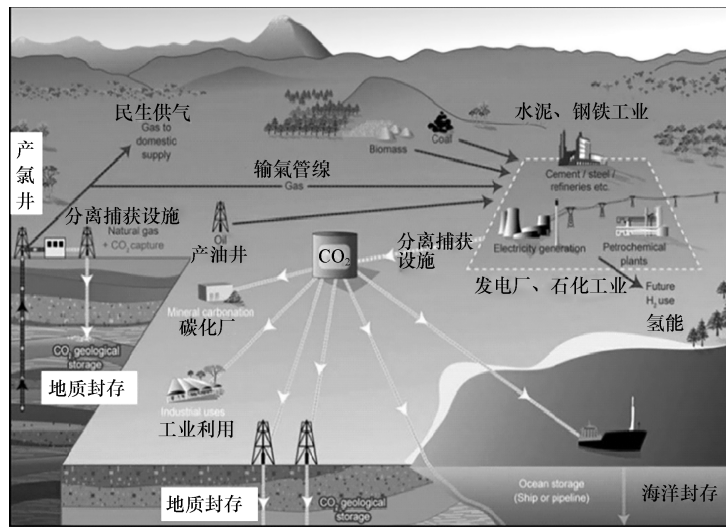 民生供气
Gas to
domestic
supply
产
氯
井
水泥、钢铁工业
Coal
Biomass
Cement / steel /
refineries etc.
输氣管缐
Gas
分离捕获设施
Natural gas
+ CO₂ capture
Oil
产油井
CO₂
分离捕获
设施
Electricity generation
Petrochemical
plants
发电厂、石化工业
Future
H₂ use
氢能
Mineral carbonation
碳化厂
CO₂ geological
storage
地质封存
Industrial uses
工业利用
地质封存
CO₂ geological
storage
Ocean storage
(Ship or pipeline)
海洋封存